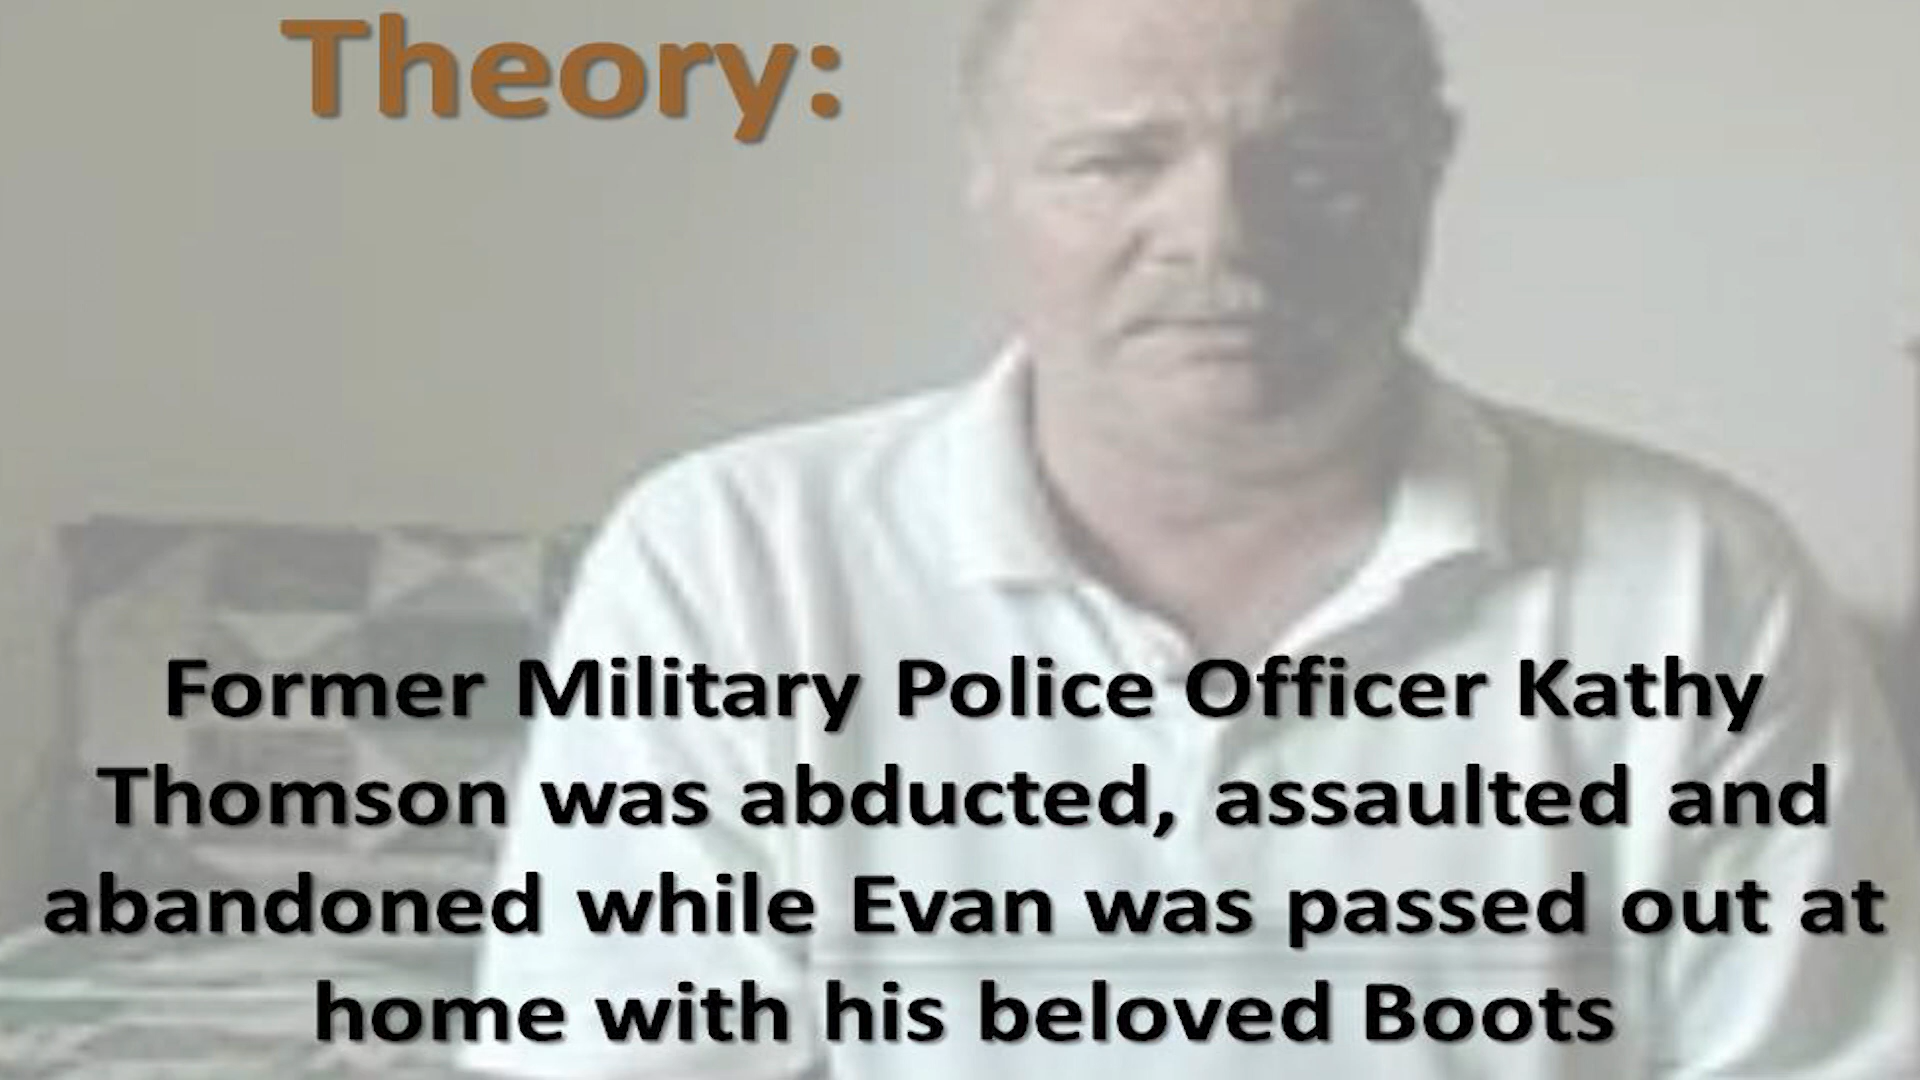 Theory:
Former Military Police Officer Kathy
Thomson was abducted, assaulted and
abandoned while Evan was passed out at
home with his beloved Boots